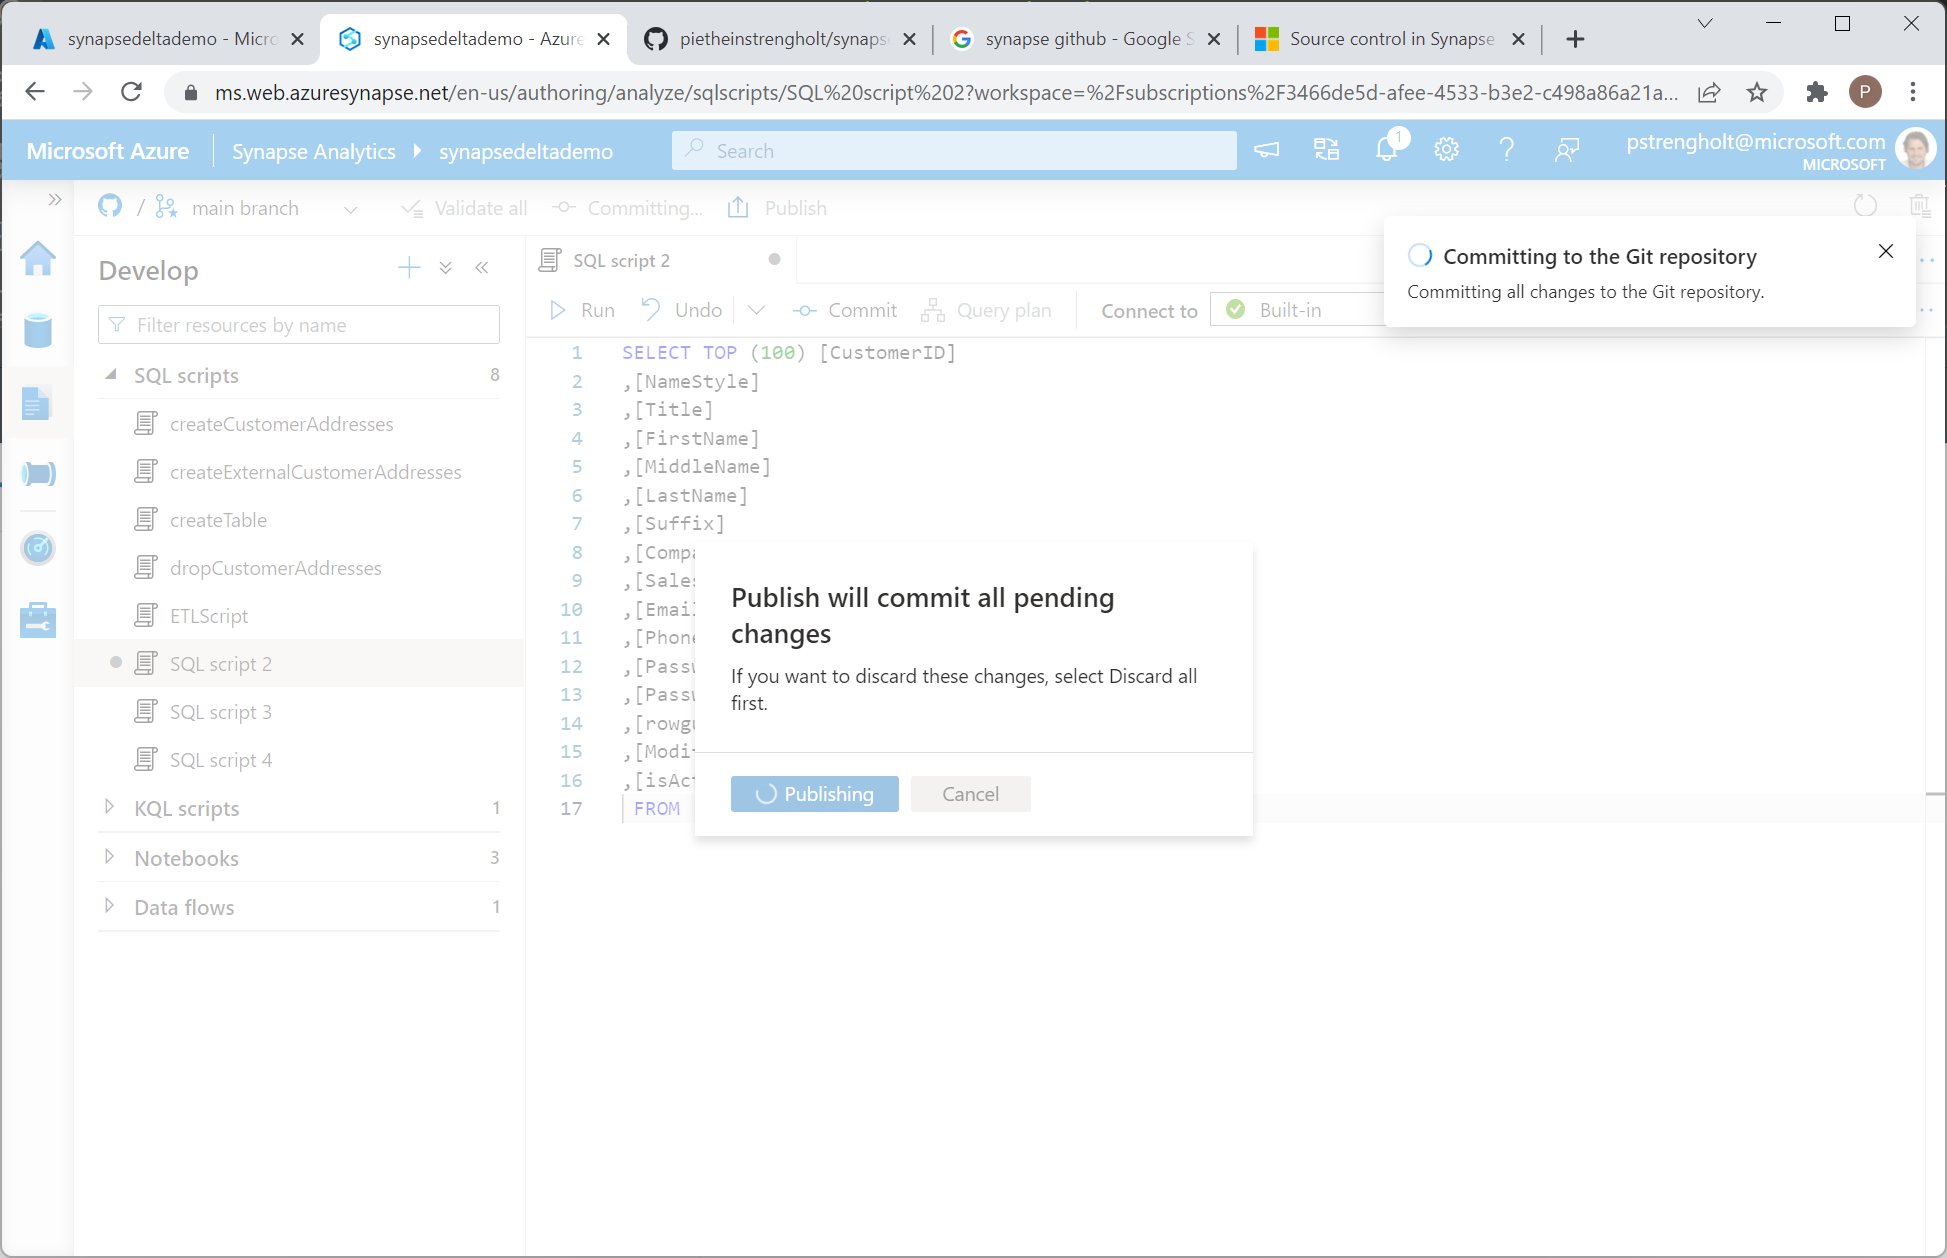 synapsedeltademo - Micro
synapsedeltademo - Azure
pietheinstrengholt/synaps
synapse github - Google S
Source control in Synapse
ms.web.azuresynapse.net/en-us/authoring/analyze/sqlscripts/SQL%20script%202?workspace=%2Fsubscriptions%2F3466de5d-afee-4533-b3e2-c498a86a21a...
P
Microsoft Azure
Synapse Analytics
synapsedeltademo
Search
1
pstrengholt@microsoft.com
MICROSOFT
/ main branch
Validate all
Committing...
Publish
Committing to the Git repository
Committing all changes to the Git repository.
Develop
Filter resources by name
SQL scripts 8
createCustomerAddresses
createExternalCustomerAddresses
createTable
dropCustomerAddresses
ETLScript
SQL script 2
SQL script 3
SQL script 4
KQL scripts 1
Notebooks 3
Data flows 1
SQL script 2
Run
Undo
Commit
Query plan
Connect to
Built-in
1 SELECT TOP (100) [CustomerID]
2 ,[NameStyle]
3 ,[Title]
4 ,[FirstName]
5 ,[MiddleName]
6 ,[LastName]
7 ,[Suffix]
8 ,[Compa
9 ,[Sales
10 ,[Email
11 ,[Phone
12 ,[Passw
13 ,[Passw
14 ,[rowgu
15 ,[Modif
16 ,[isAct
17 FROM
Publish will commit all pending
changes
If you want to discard these changes, select Discard all
first.
Publishing
Cancel